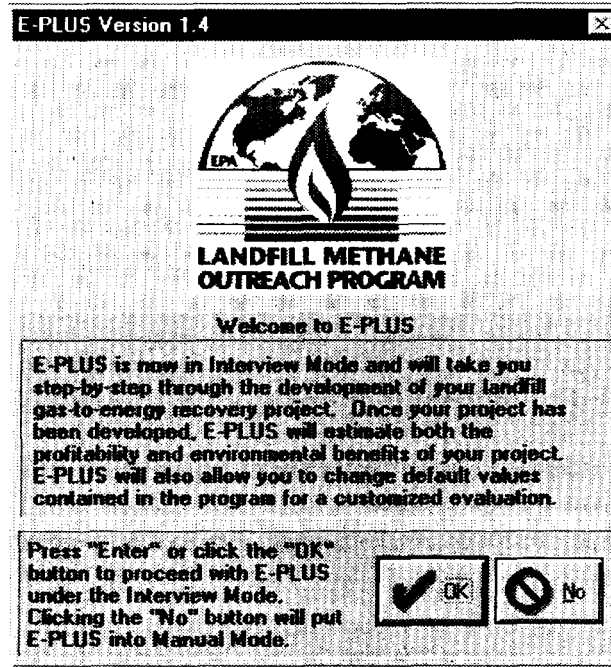 E-PLUS Version 1.4
EPA
LANDFILL METHANE
OUTREACH PROGRAM
Welcome to E-PLUS
E-PLUS is now in Interview Mode and will take you
step-by-step through the development of your landfill
gas-to-energy recovery project. Once your project has
been developed, E-PLUS will estimate both the
profitability and environmental benefits of your project.
E-PLUS will also allow you to change default values
contained in the program for a customized evaluation.
Press "Enter" or click the "OK"
button to proceed with E-PLUS
under the Interview Mode.
Clicking the "No" button will put
E-PLUS into Manual Mode.
OK
No